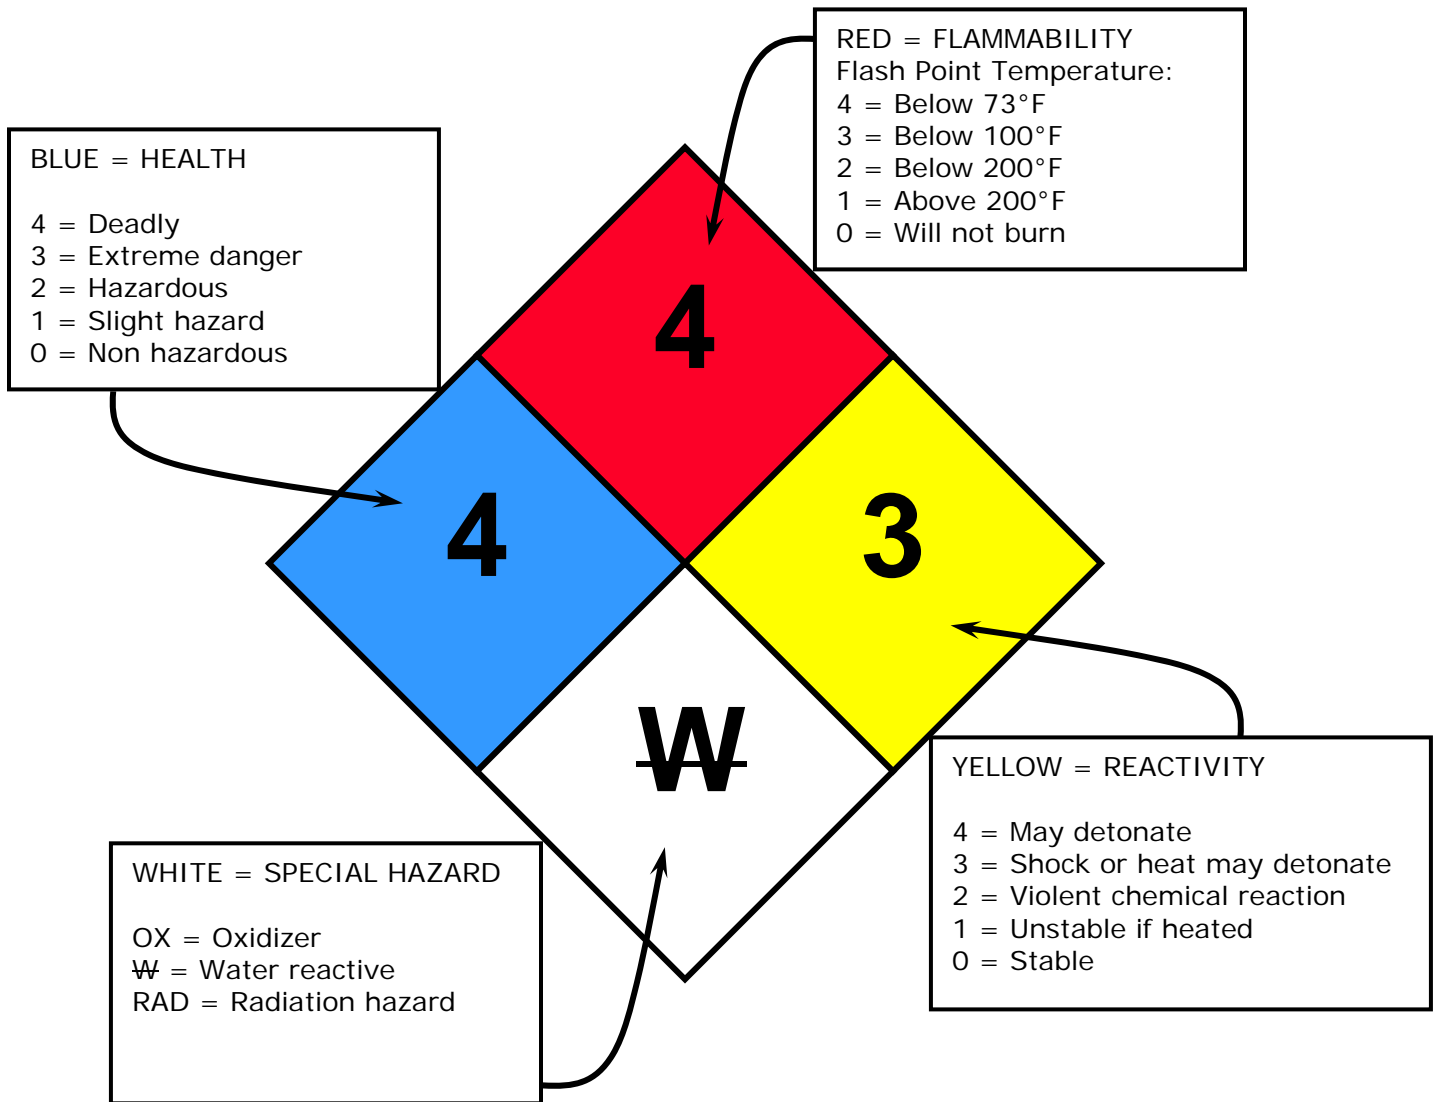 RED = FLAMMABILITY
Flash Point Temperature:
4 = Below 73°F
3 = Below 100°F
2 = Below 200°F
1 = Above 200°F
0 = Will not burn
BLUE = HEALTH
4 = Deadly
3 = Extreme danger
2 = Hazardous
1 = Slight hazard
0 = Non hazardous
4
4
3
W̶
YELLOW = REACTIVITY
4 = May detonate
3 = Shock or heat may detonate
2 = Violent chemical reaction
1 = Unstable if heated
0 = Stable
WHITE = SPECIAL HAZARD
OX = Oxidizer
W̶ = Water reactive
RAD = Radiation hazard